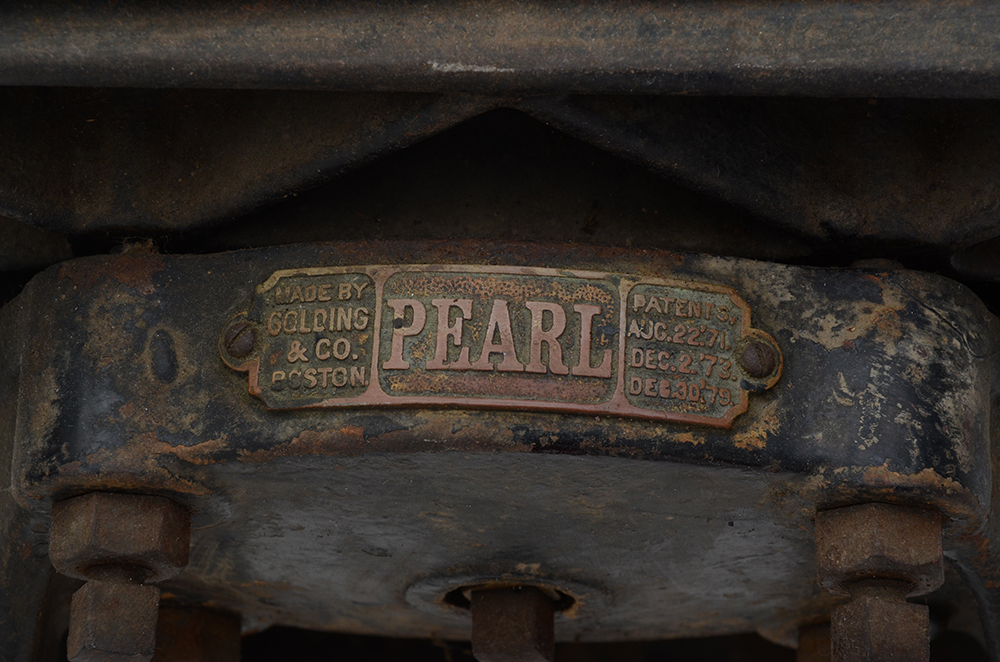 MADE BY
GOLDING
& CO.
BOSTON
PEARL
PATENTS,
AUG. 22.'71.
DEC. 2.'73.
DEC. 30.'79.